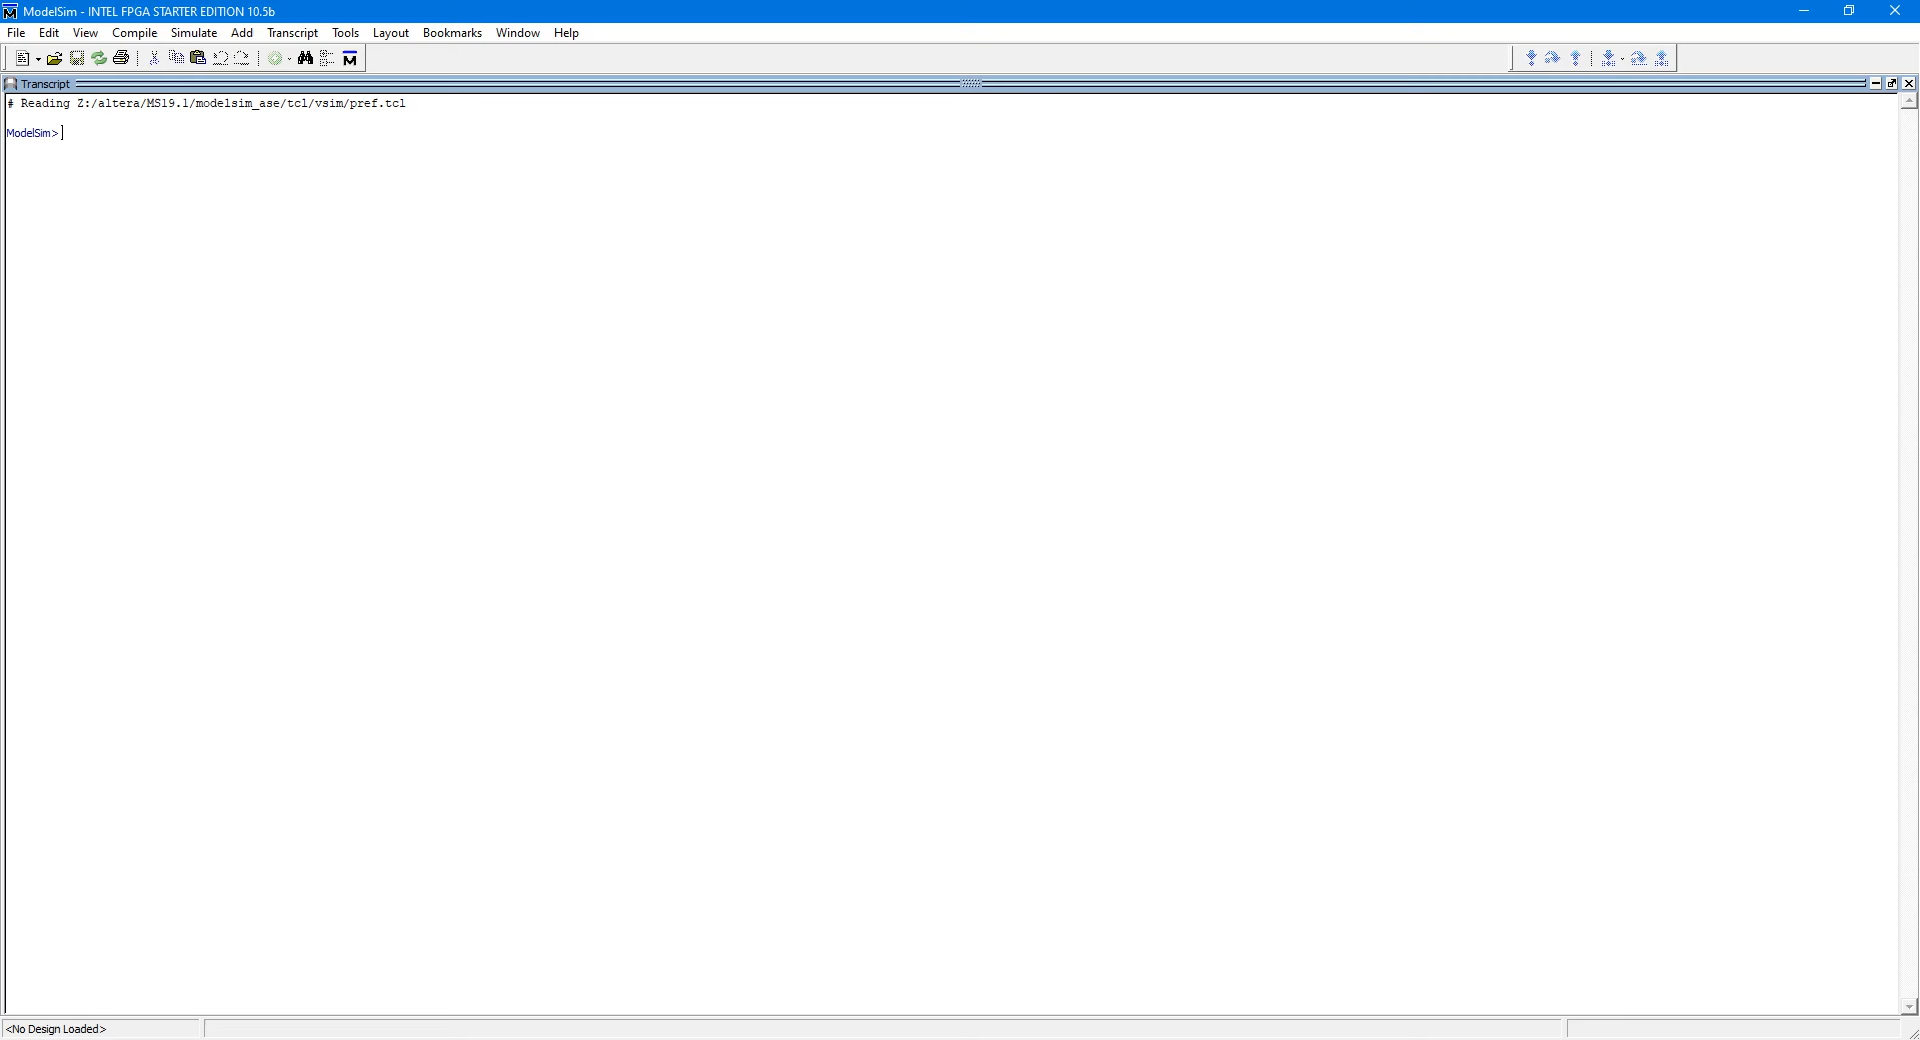 ModelSim - INTEL FPGA STARTER EDITION 10.5b
File Edit View Compile Simulate Add Transcript Tools Layout Bookmarks Window Help
Transcript
# Reading Z:/altera/MS19.1/modelsim_ase/tcl/vsim/pref.tcl
ModelSim>
<No Design Loaded>